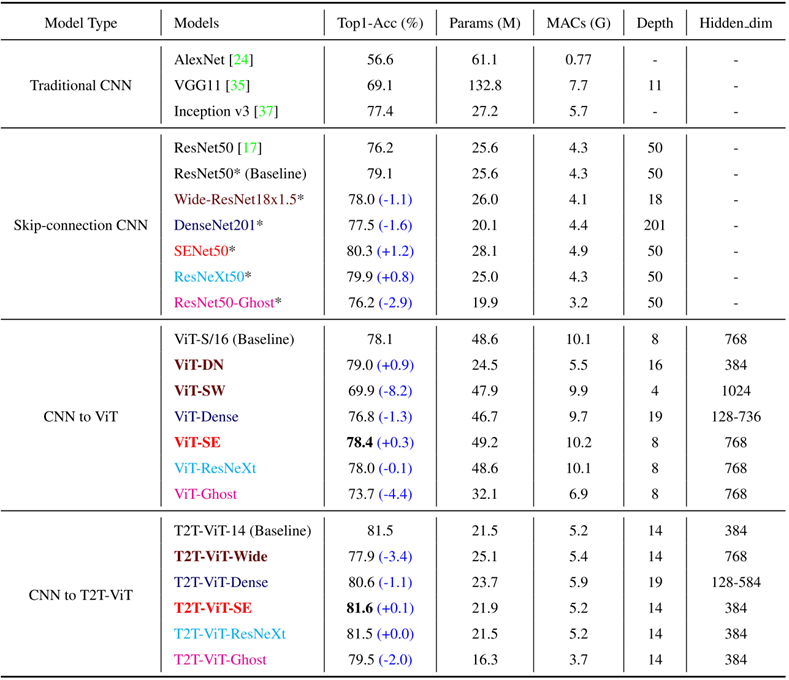 Model Type Models Top1-Acc (%) Params (M) MACs (G) Depth Hidden_dim
AlexNet [24] 56.6 61.1 0.77 - -
Traditional CNN VGG11 [35] 69.1 132.8 7.7 11 -
Inception v3 [37] 77.4 27.2 5.7 - -
ResNet50 [17] 76.2 25.6 4.3 50 -
ResNet50* (Baseline) 79.1 25.6 4.3 50 -
Wide-ResNet18x1.5* 78.0 (-1.1) 26.0 4.1 18 -
Skip-connection CNN DenseNet201* 77.5 (-1.6) 20.1 4.4 201 -
SENet50* 80.3 (+1.2) 28.1 4.9 50 -
ResNeXt50* 79.9 (+0.8) 25.0 4.3 50 -
ResNet50-Ghost* 76.2 (-2.9) 19.9 3.2 50 -
ViT-S/16 (Baseline) 78.1 48.6 10.1 8 768
ViT-DN 79.0 (+0.9) 24.5 5.5 16 384
ViT-SW 69.9 (-8.2) 47.9 9.9 4 1024
CNN to ViT ViT-Dense 76.8 (-1.3) 46.7 9.7 19 128-736
ViT-SE 78.4 (+0.3) 49.2 10.2 8 768
ViT-ResNeXt 78.0 (-0.1) 48.6 10.1 8 768
ViT-Ghost 73.7 (-4.4) 32.1 6.9 8 768
T2T-ViT-14 (Baseline) 81.5 21.5 5.2 14 384
T2T-ViT-Wide 77.9 (-3.4) 25.1 5.4 14 768
CNN to T2T-ViT T2T-ViT-Dense 80.6 (-1.1) 23.7 5.9 19 128-584
T2T-ViT-SE 81.6 (+0.1) 21.9 5.2 14 384
T2T-ViT-ResNeXt 81.5 (+0.0) 21.5 5.2 14 384
T2T-ViT-Ghost 79.5 (-2.0) 16.3 3.7 14 384